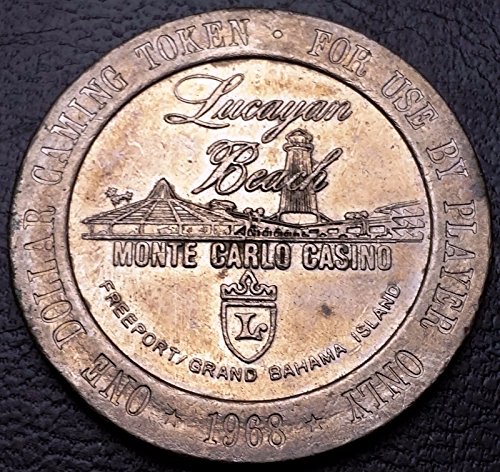 ONE DOLLAR GAMING TOKEN · FOR USE BY PLAYER ONLY
Lucayan
Beach
MONTE CARLO CASINO
L
FREEPORT/GRAND BAHAMA ISLAND
★ 1968 ★